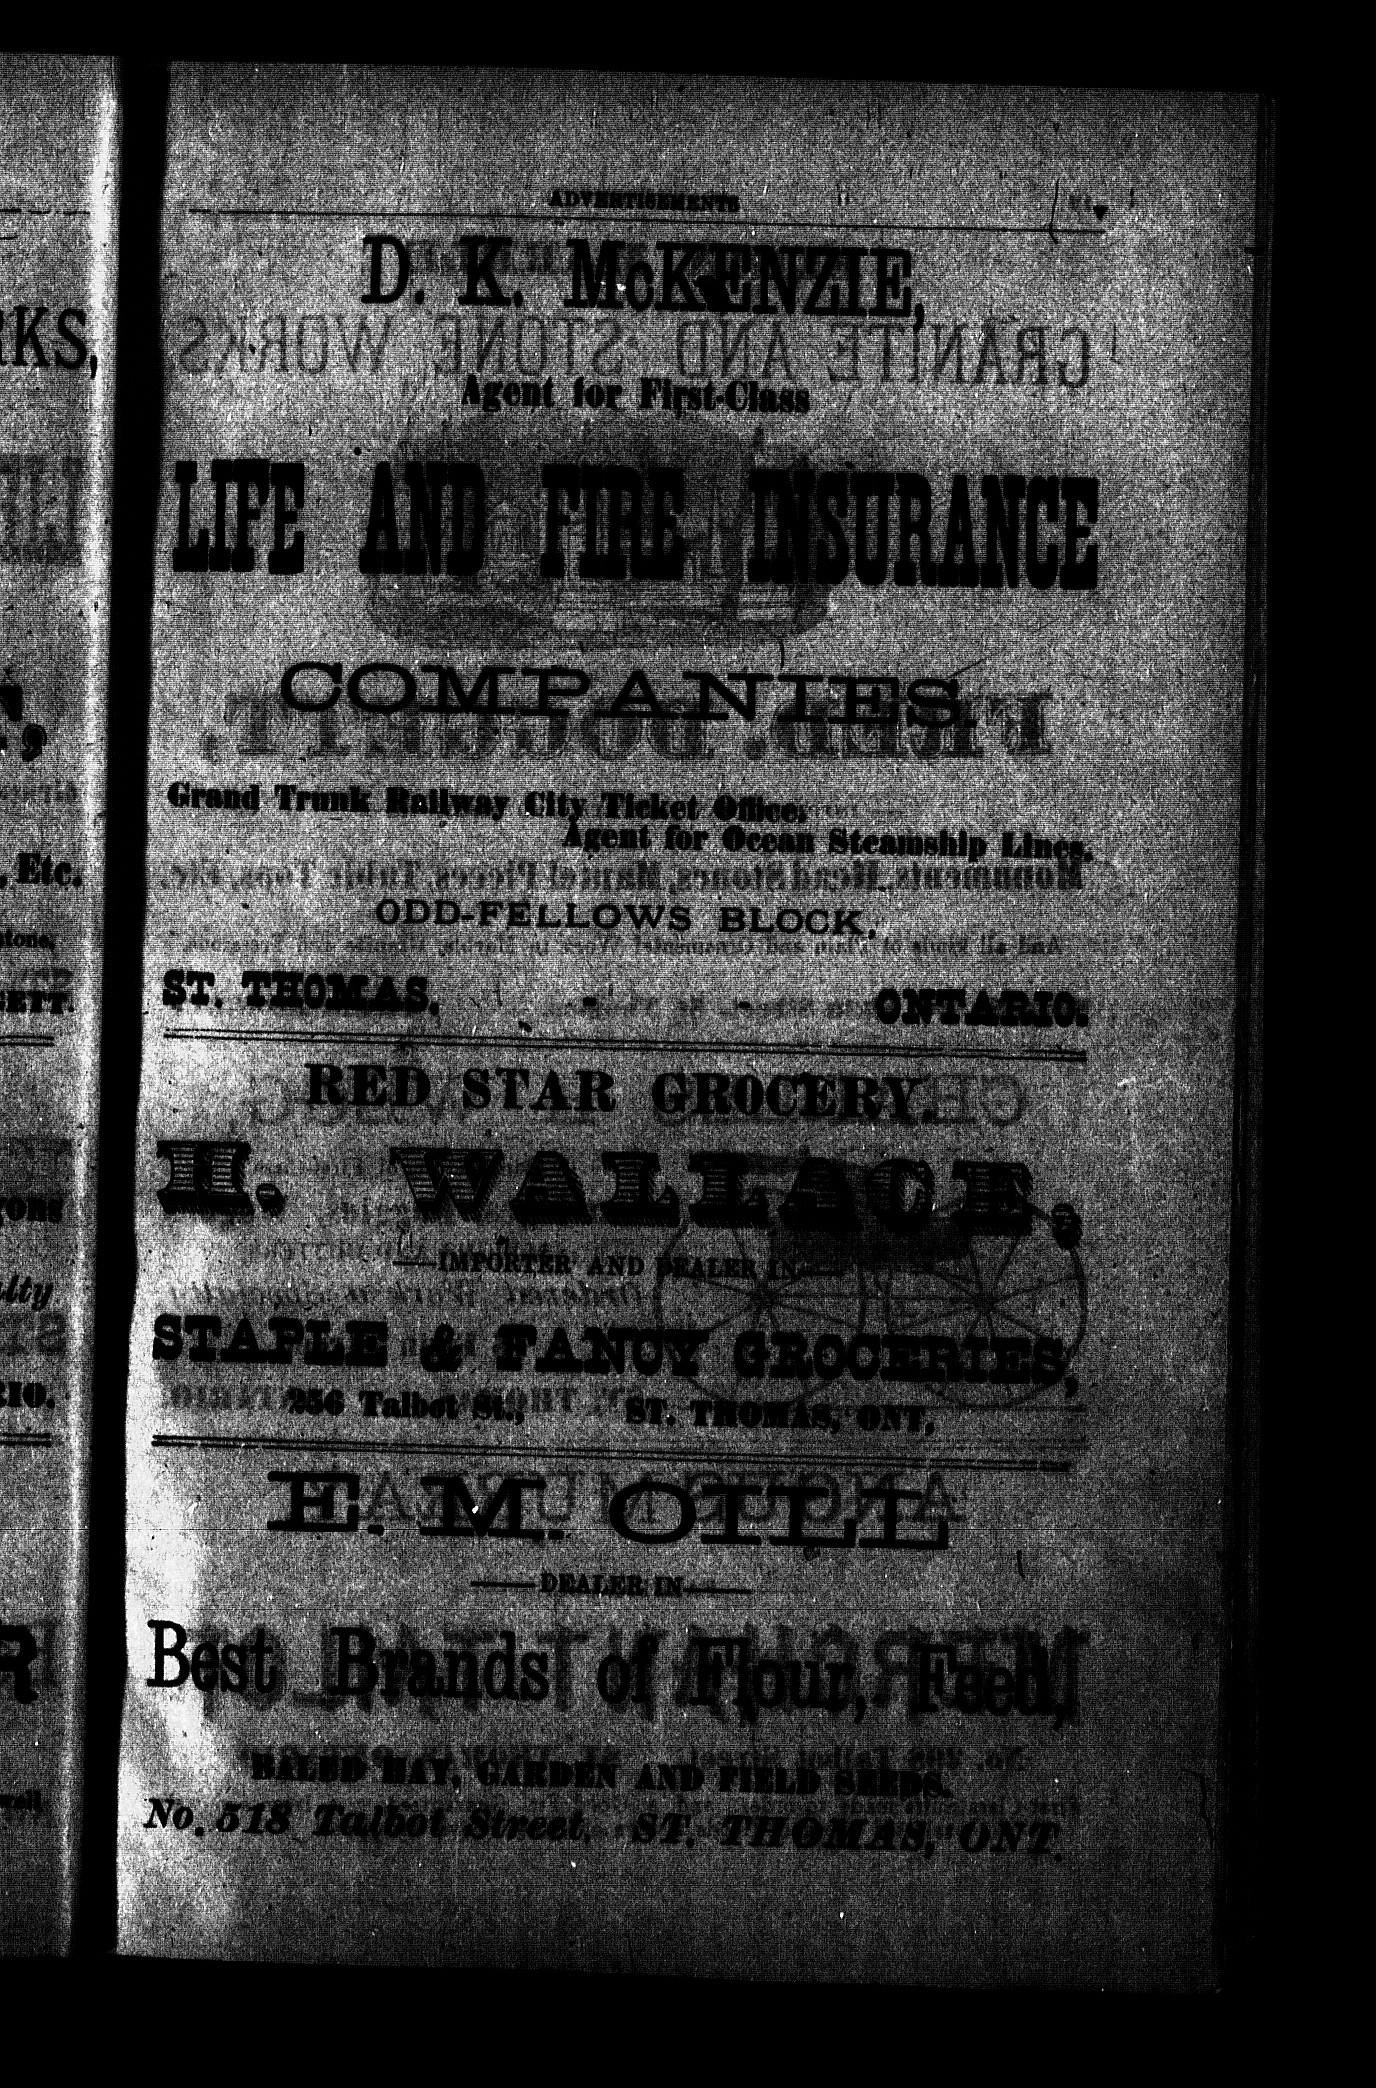 ADVERTISEMENTS
D. K. McKENZIE,
Agent for First-Class
LIFE AND FIRE INSURANCE
COMPANIES.
Grand Trunk Railway City Ticket Office.
Agent for Ocean Steamship Lines.
ODD-FELLOWS BLOCK,
ST. THOMAS, - - ONTARIO.
RED STAR GROCERY.
H. WALLACE,
—IMPORTER AND DEALER IN—
STAPLE & FANCY GROCERIES,
256 Talbot St., ST. THOMAS, ONT.
E. M. OILL
—DEALER IN—
Best Brands of Flour, Feed,
BALED HAY, GARDEN AND FIELD SEEDS.
No. 518 Talbot Street, ST. THOMAS, ONT.